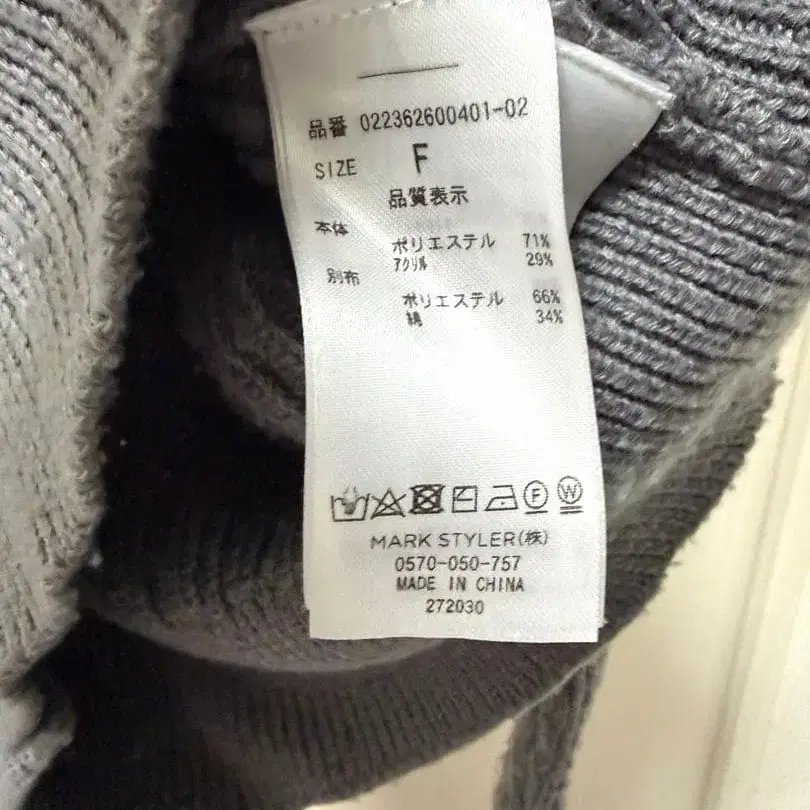 品番 022362600401-02
SIZE F
品質表示
本体 ポリエステル 71%
アクリル 29%
別布 ポリエステル 66%
綿 34%
F W
MARK STYLER(株)
0570-050-757
MADE IN CHINA
272030